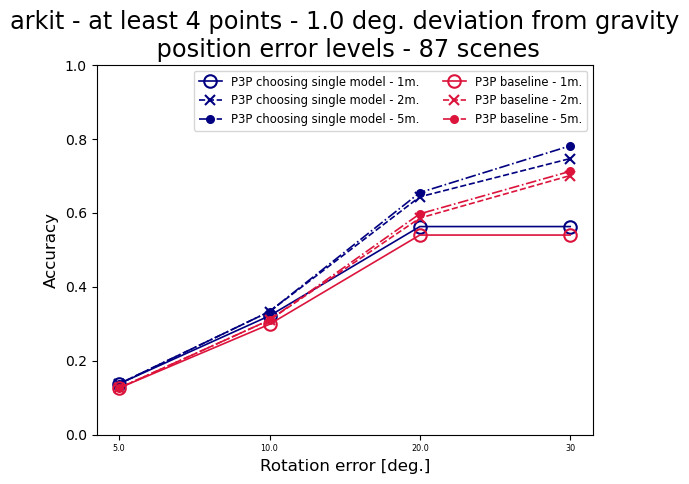 arkit - at least 4 points - 1.0 deg. deviation from gravity
position error levels - 87 scenes
1.0
0.8
0.6
0.4
0.2
0.0
Accuracy
P3P choosing single model - 1m.
P3P choosing single model - 2m.
P3P choosing single model - 5m.
P3P baseline - 1m.
P3P baseline - 2m.
P3P baseline - 5m.
5.0
10.0
20.0
30
Rotation error [deg.]